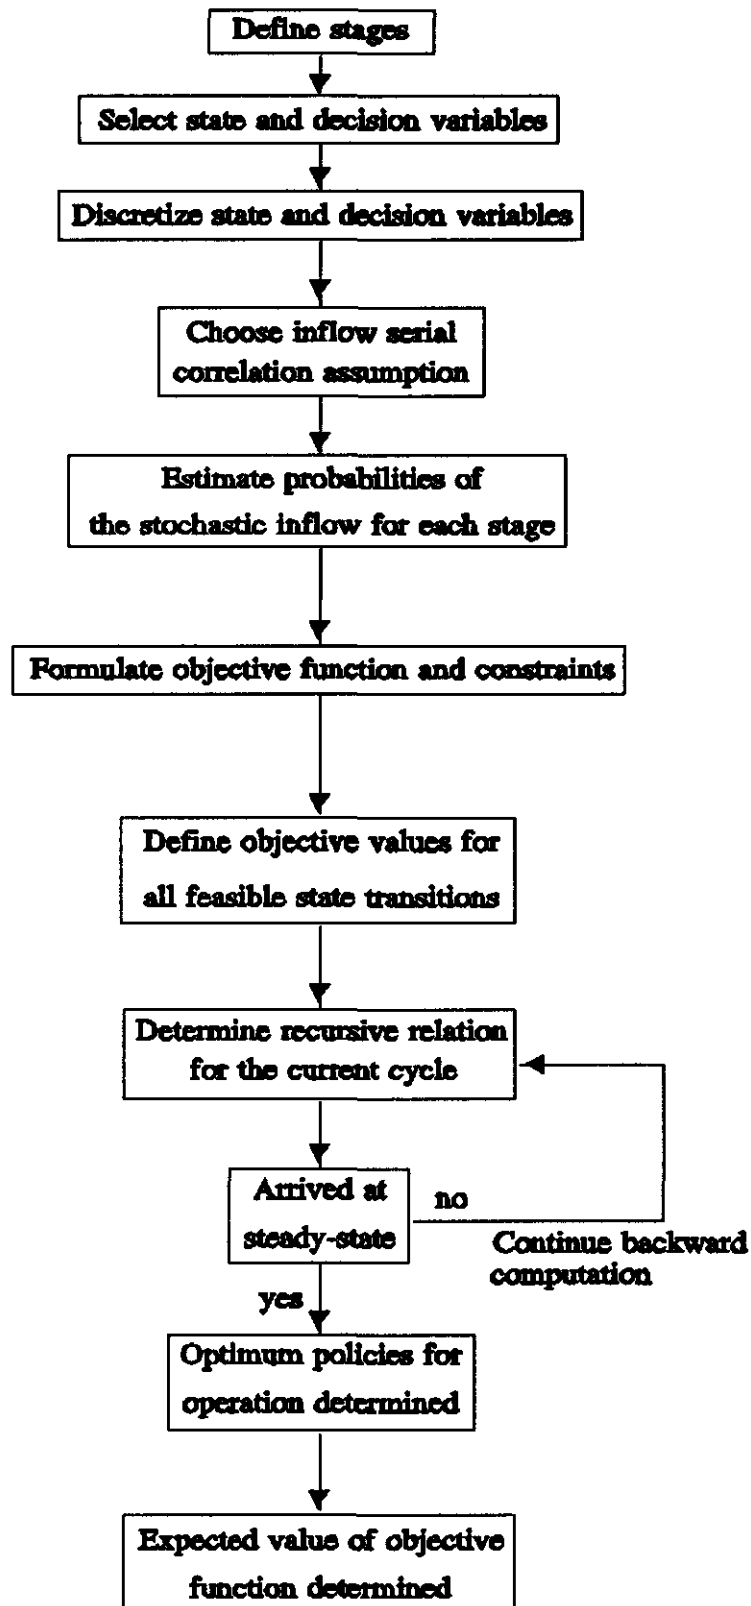 Define stages
Select state and decision variables
Discretize state and decision variables
Choose inflow serial
correlation assumption
Estimate probabilities of
the stochastic inflow for each stage
Formulate objective function and constraints
Define objective values for
all feasible state transitions
Determine recursive relation
for the current cycle
Arrived at
steady-state
no
Continue backward
computation
yes
Optimum policies for
operation determined
Expected value of objective
function determined